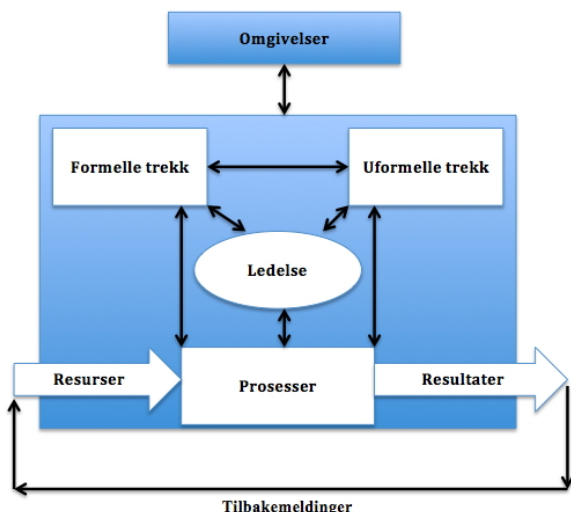 Omgivelser
Formelle trekk
Uformelle trekk
Ledelse
Resurser
Prosesser
Resultater
Tilbakemeldinger